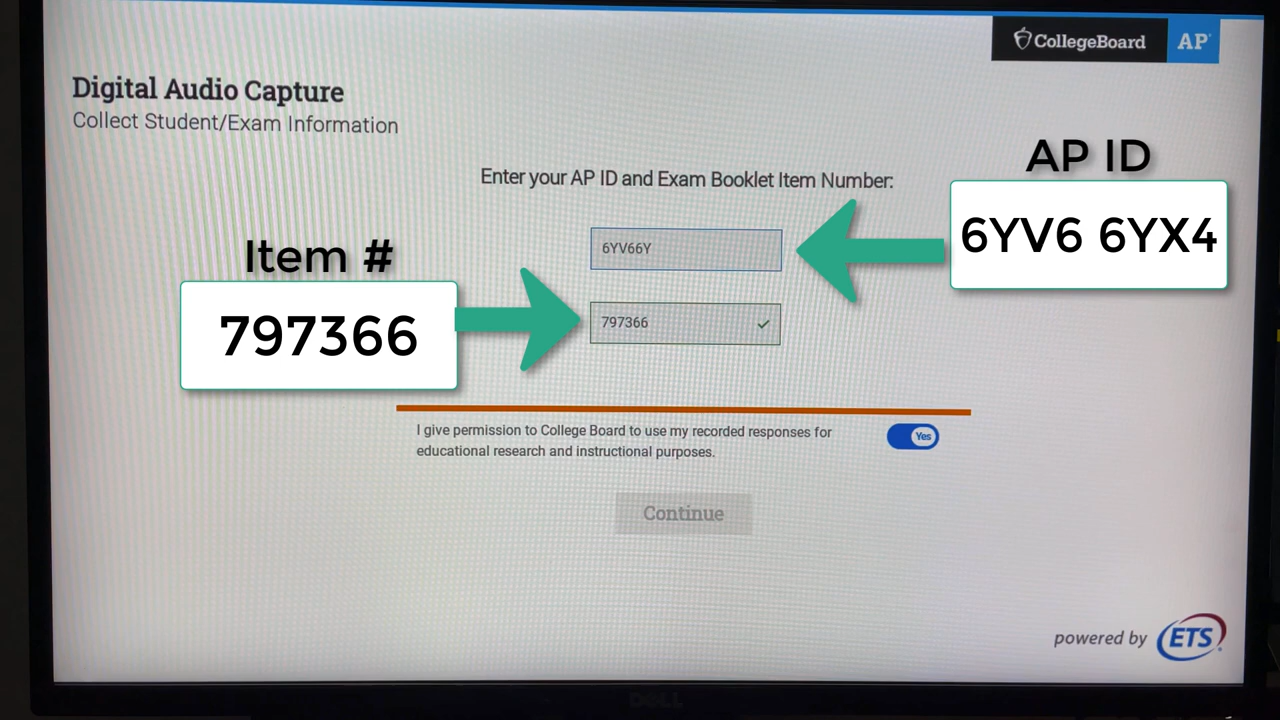 CollegeBoard
AP
Digital Audio Capture
Collect Student/Exam Information
AP ID
Enter your AP ID and Exam Booklet Item Number:
6YV6 6YX4
6YV66Y
Item #
797366
797366
I give permission to College Board to use my recorded responses for
educational research and instructional purposes.
Yes
Continue
powered by
ETS
DELL